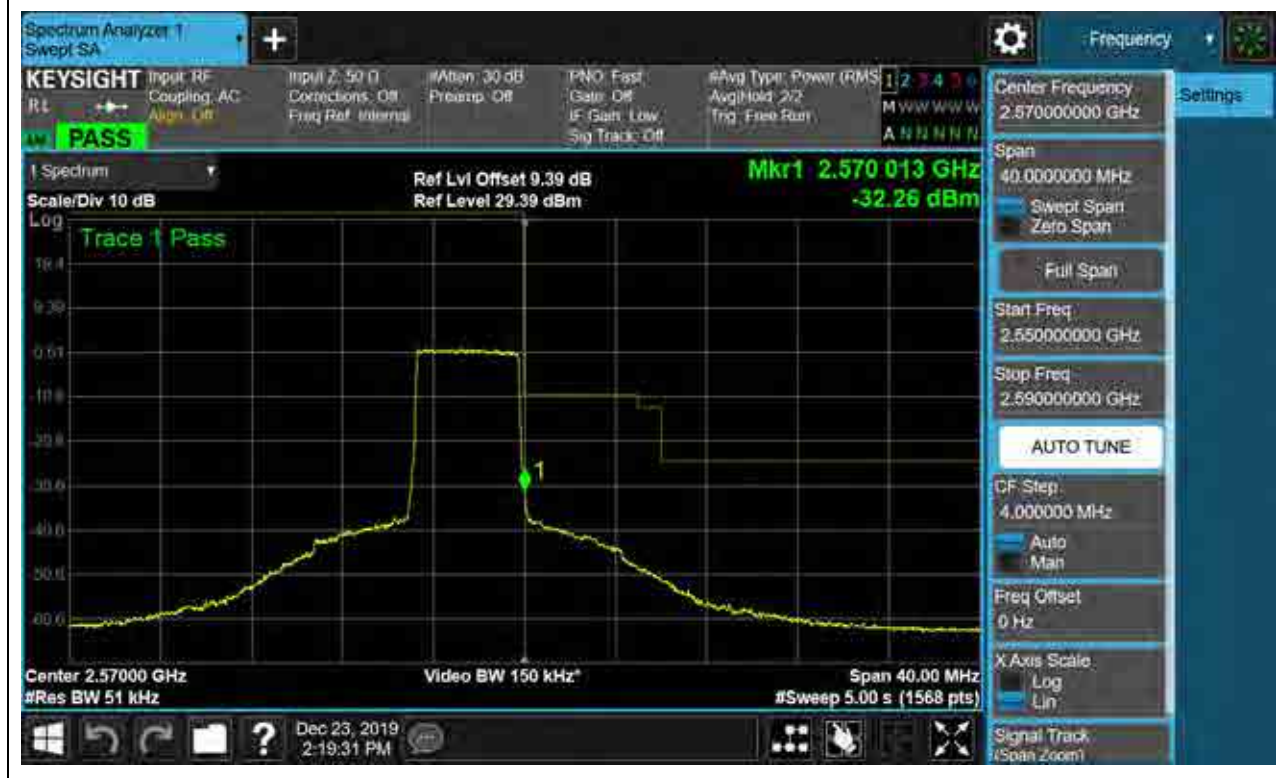 Spectrum Analyzer 1
Swept SA
Frequency
KEYSIGHT
Input: RF
Coupling: AC
Align: Off
Input Z: 50 Ω
Corrections: Off
Freq Ref: Internal
#Atten: 30 dB
Preamp: Off
PNO: Fast
Gate: Off
IF Gain: Low
Sig Track: Off
#Avg Type: Power (RMS
Avg|Hold: 2/2
Trig: Free Run
1 2 3 4 5 6
M W W W W W
A N N N N N
PASS
1 Spectrum
Scale/Div 10 dB
Ref Lvl Offset 9.39 dB
Ref Level 29.39 dBm
Mkr1 2.570 013 GHz
-32.26 dBm
Log
Trace 1 Pass
19.4
9.39
-10.6
-20.6
-30.6
-40.6
-50.6
-60.6
1
Center 2.57000 GHz
#Res BW 51 kHz
Video BW 150 kHz*
Span 40.00 MHz
#Sweep 5.00 s (1568 pts)
Dec 23, 2019
2:19:31 PM
Center Frequency
2.570000000 GHz
Settings
Span
40.0000000 MHz
Swept Span
Zero Span
Full Span
Start Freq
2.550000000 GHz
Stop Freq
2.590000000 GHz
AUTO TUNE
CF Step
4.000000 MHz
Auto
Man
Freq Offset
0 Hz
X Axis Scale
Log
Lin
Signal Track
(Span Zoom)